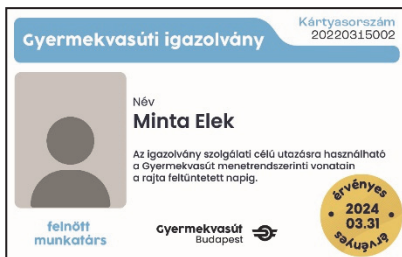 Gyermekvasúti igazolvány
Kártyasorszám
20220315002
Név
Minta Elek
Az igazolvány szolgálati célú utazásra használható
a Gyermekvasút menetrendszerinti vonatain
a rajta feltüntetett napig.
felnőtt
munkatárs
Gyermekvasút
Budapest
érvényes
2024
03.31
érvényes